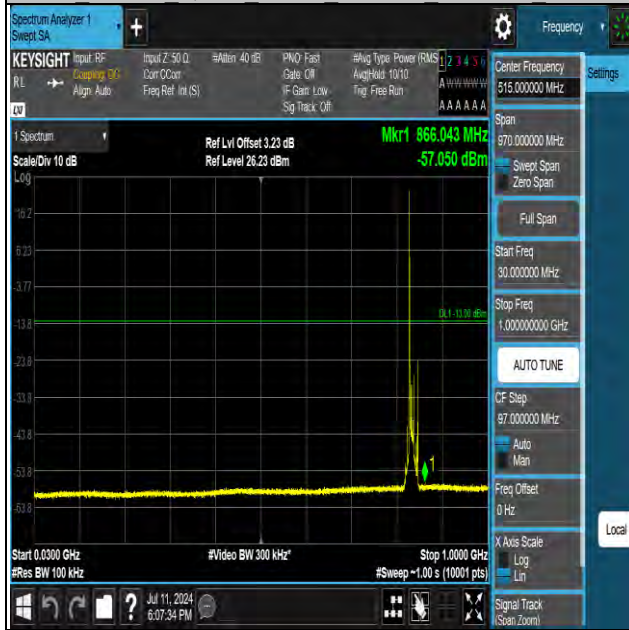 Spectrum Analyzer 1
Swept SA
Frequency
KEYSIGHT
RL
LXI
Input: RF
Coupling: DC
Align: Auto
Input Z: 50 Ω
Corr CCorr
Freq Ref: Int (S)
#Atten: 40 dB
PNO: Fast
Gate: Off
IF Gain: Low
Sig Track: Off
#Avg Type: Power (RMS
Avg|Hold: 10/10
Trig: Free Run
1 2 3 4 5 6
A W W W W W
A A A A A A
1 Spectrum
Scale/Div 10 dB
Log
Ref Lvl Offset 3.23 dB
Ref Level 26.23 dBm
Mkr1 866.043 MHz
-57.050 dBm
16.2
6.23
-3.77
-13.8
-23.8
-33.8
-43.8
-53.8
-63.8
DL1 -13.00 dBm
1
Start 0.0300 GHz
#Res BW 100 kHz
#Video BW 300 kHz*
Stop 1.0000 GHz
#Sweep ~1.00 s (10001 pts)
Jul 11, 2024
6:07:34 PM
Center Frequency
515.000000 MHz
Settings
Span
970.000000 MHz
Swept Span
Zero Span
Full Span
Start Freq
30.000000 MHz
Stop Freq
1.000000000 GHz
AUTO TUNE
CF Step
97.000000 MHz
Auto
Man
Freq Offset
0 Hz
X Axis Scale
Log
Lin
Local
Signal Track
(Span Zoom)